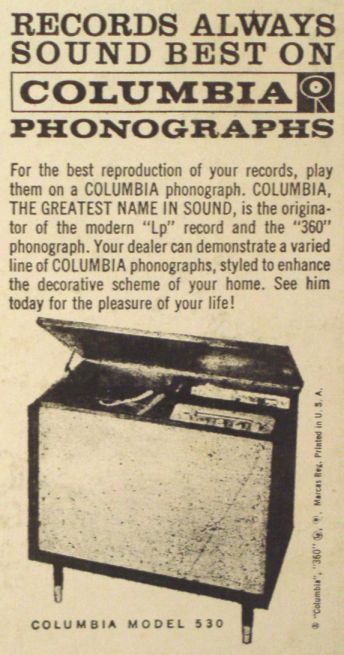 RECORDS ALWAYS
SOUND BEST ON
COLUMBIA
PHONOGRAPHS
For the best reproduction of your records, play
them on a COLUMBIA phonograph. COLUMBIA,
THE GREATEST NAME IN SOUND, is the origina-
tor of the modern "Lp" record and the "360"
phonograph. Your dealer can demonstrate a varied
line of COLUMBIA phonographs, styled to enhance
the decorative scheme of your home. See him
today for the pleasure of your life!
COLUMBIA MODEL 530
® "Columbia", "360" Marcas Reg. Printed in U. S. A.